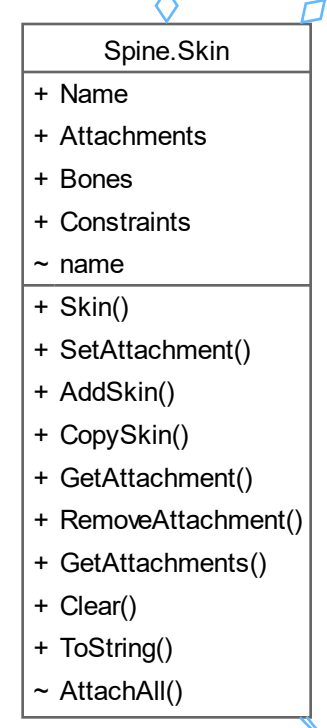 Spine.Skin
+ Name
+ Attachments
+ Bones
+ Constraints
~ name
+ Skin()
+ SetAttachment()
+ AddSkin()
+ CopySkin()
+ GetAttachment()
+ RemoveAttachment()
+ GetAttachments()
+ Clear()
+ ToString()
~ AttachAll()